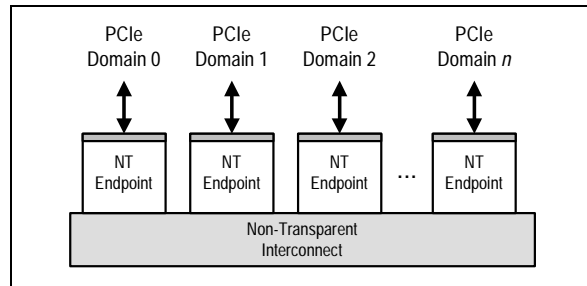 PCIe
Domain 0
PCIe
Domain 1
PCIe
Domain 2
PCIe
Domain n
NT
Endpoint
NT
Endpoint
NT
Endpoint
...
NT
Endpoint
Non-Transparent
Interconnect